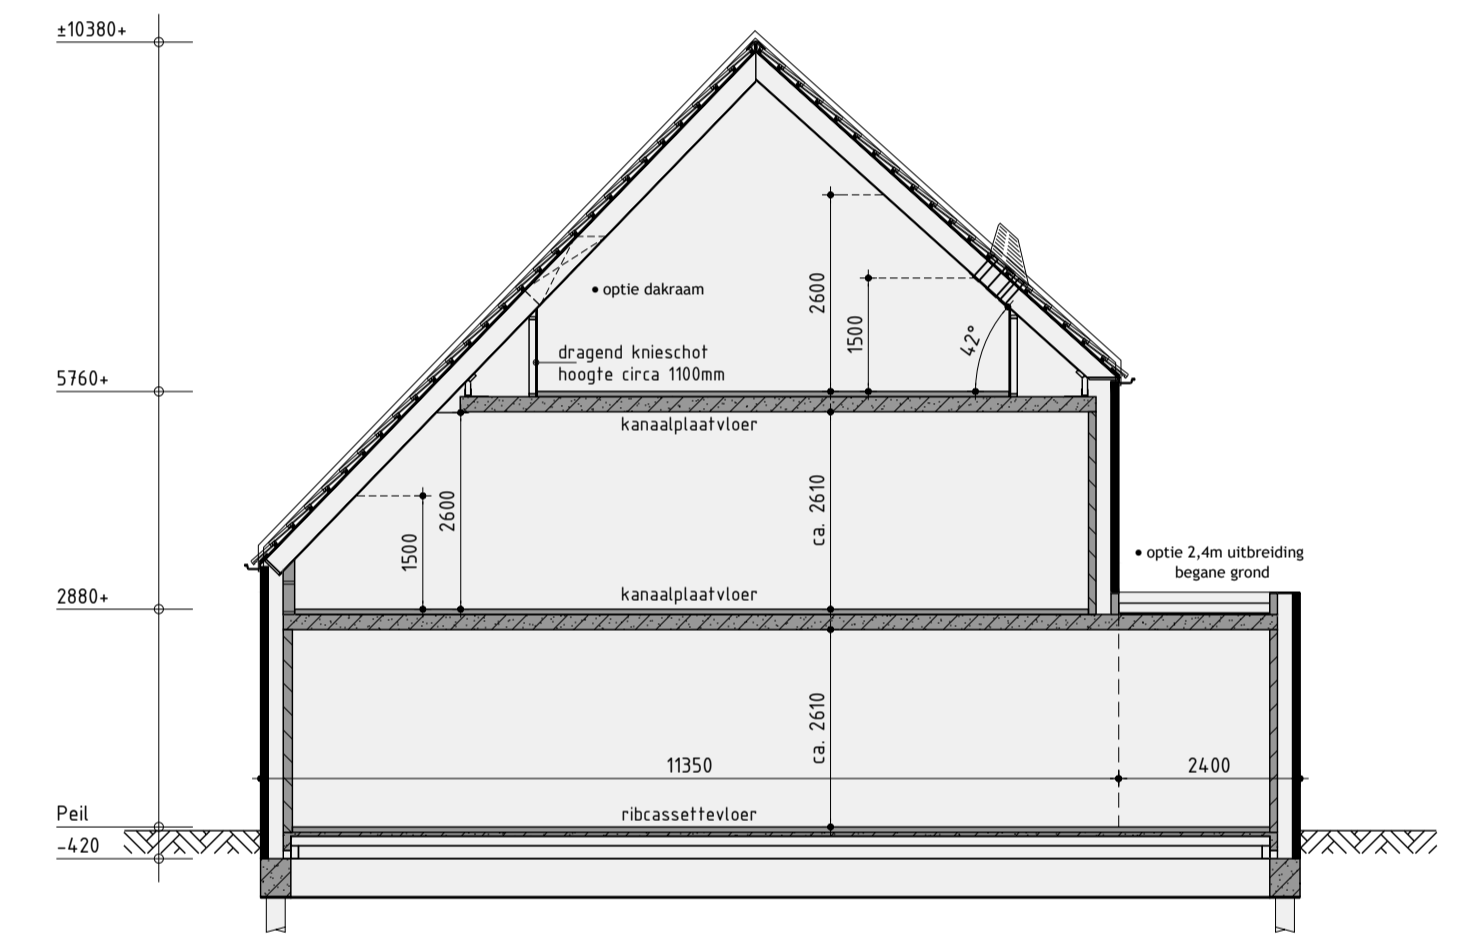 ±10380+
• optie dakraam
2600
1500
42°
dragend knieschot
hoogte circa 1100mm
5760+
kanaalplaatvloer
2600
1500
ca. 2610
• optie 2,4m uitbreiding
begane grond
2880+
kanaalplaatvloer
ca. 2610
11350
2400
Peil
ribcassettevloer
-420